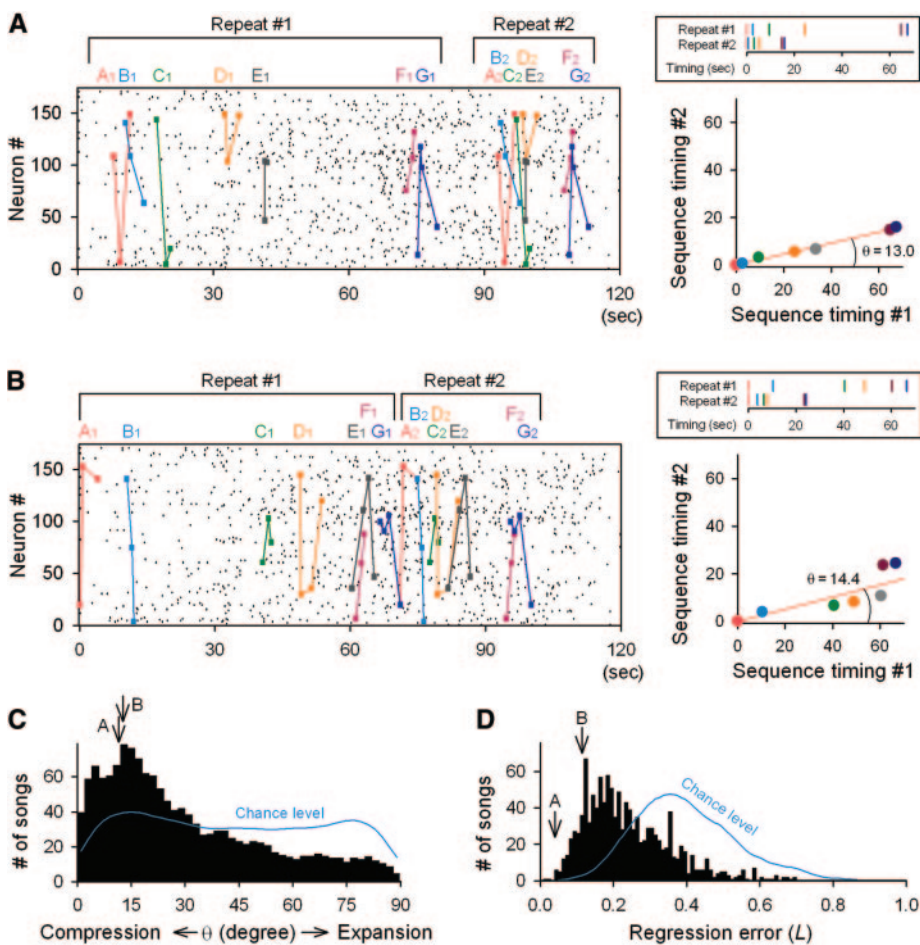 A
Repeat #1
Repeat #2
A1 B1 C1 D1 E1 F1 G1 A2 B2 C2 D2 E2 F2 G2
Neuron #
150
100
50
0
0 30 60 90 120
(sec)
Repeat #1
Repeat #2
Timing (sec) 0 20 40 60
Sequence timing #2
60
40
20
0
θ = 13.0
0 20 40 60
Sequence timing #1
B
Repeat #1
Repeat #2
A1 B1 C1 D1 E1 F1 G1 A2 B2 C2 D2 E2 F2 G2
Neuron #
150
100
50
0
0 30 60 90 120
(sec)
Repeat #1
Repeat #2
Timing (sec) 0 20 40 60
Sequence timing #2
60
40
20
0
θ = 14.4
0 20 40 60
Sequence timing #1
C
A B
# of songs
60
40
20
0
Chance level
0 15 30 45 60 75 90
Compression ← θ (degree) → Expansion
D
A
B
# of songs
60
40
20
0
Chance level
0.0 0.2 0.4 0.6 0.8 1.0
Regression error (L)